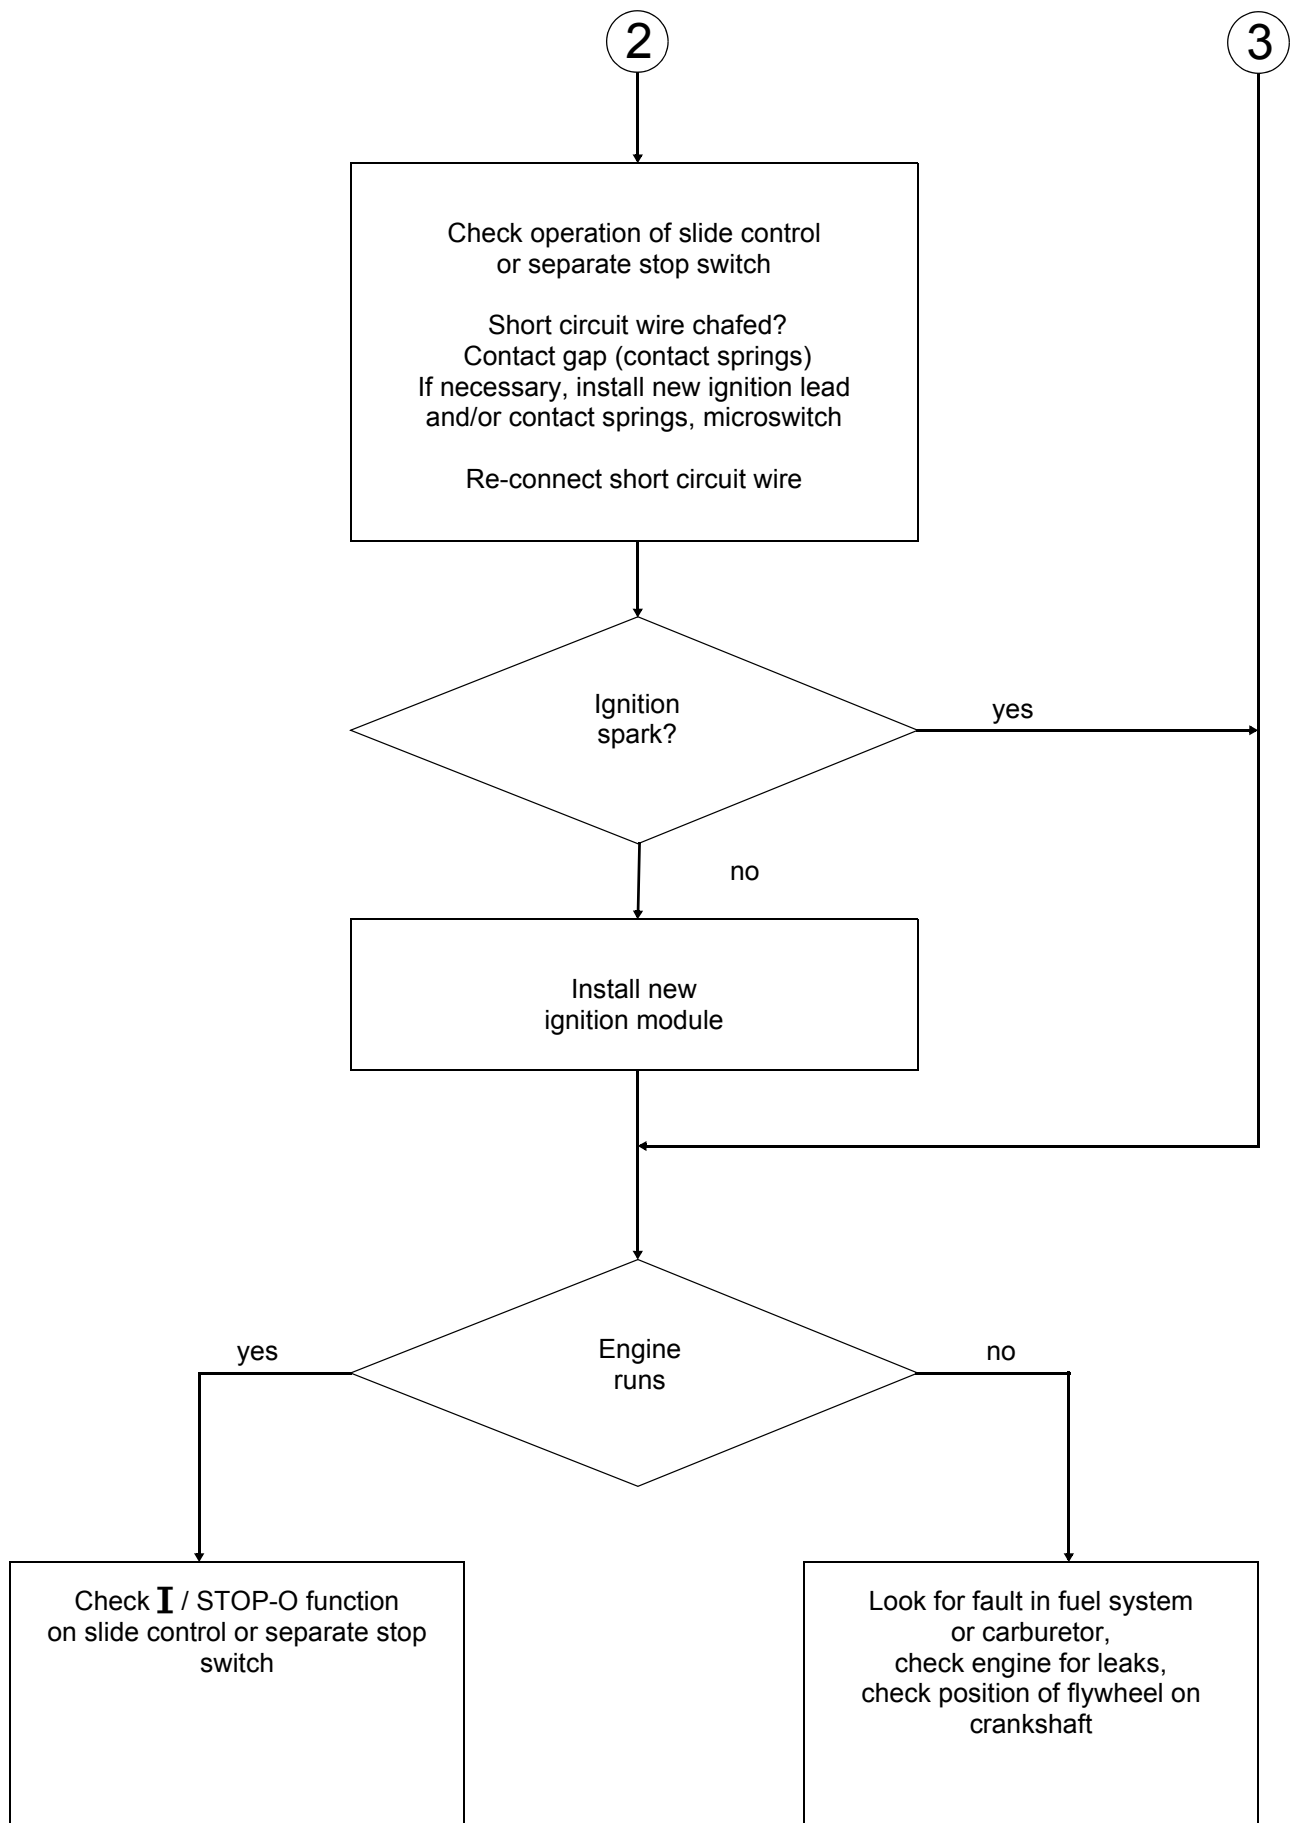 2
3
Check operation of slide control
or separate stop switch
Short circuit wire chafed?
Contact gap (contact springs)
If necessary, install new ignition lead
and/or contact springs, microswitch
Re-connect short circuit wire
Ignition
spark?
yes
no
Install new
ignition module
Engine
runs
yes
no
Check I / STOP-O function
on slide control or separate stop
switch
Look for fault in fuel system
or carburetor,
check engine for leaks,
check position of flywheel on
crankshaft